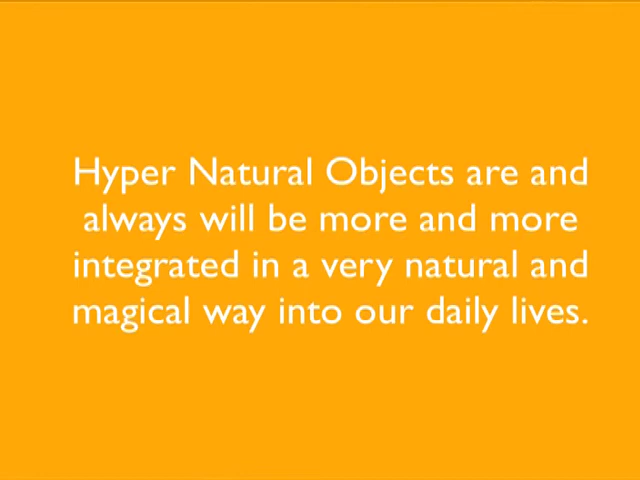 Hyper Natural Objects are and
always will be more and more
integrated in a very natural and
magical way into our daily lives.